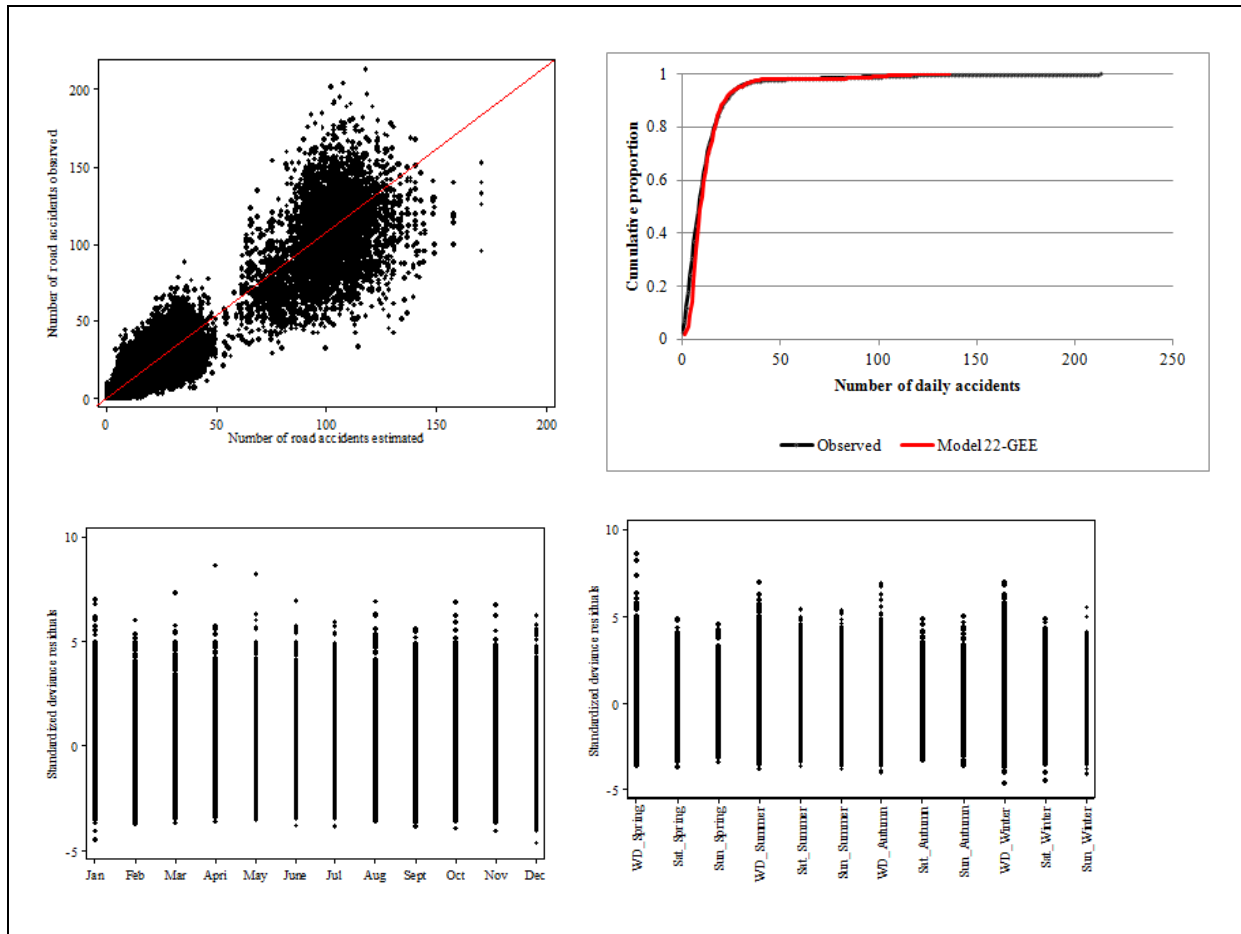 200
150
100
50
0
Number of road accidents observed
0
50
100
150
200
Number of road accidents estimated
1
0.8
0.6
0.4
0.2
0
Cumulative proportion
0
50
100
150
200
250
Number of daily accidents
Observed
Model 22-GEE
10
5
0
-5
Standardized deviance residuals
Jan
Feb
Mar
Apri
May
June
Jul
Aug
Sept
Oct
Nov
Dec
10
5
0
-5
Standardized deviance residuals
WD_Spring
Sat_Spring
Sun_Spring
WD_Summer
Sat_Summer
Sun_Summer
WD_Autumn
Sat_Autumn
Sun_Autumn
WD_Winter
Sat_Winter
Sun_Winter